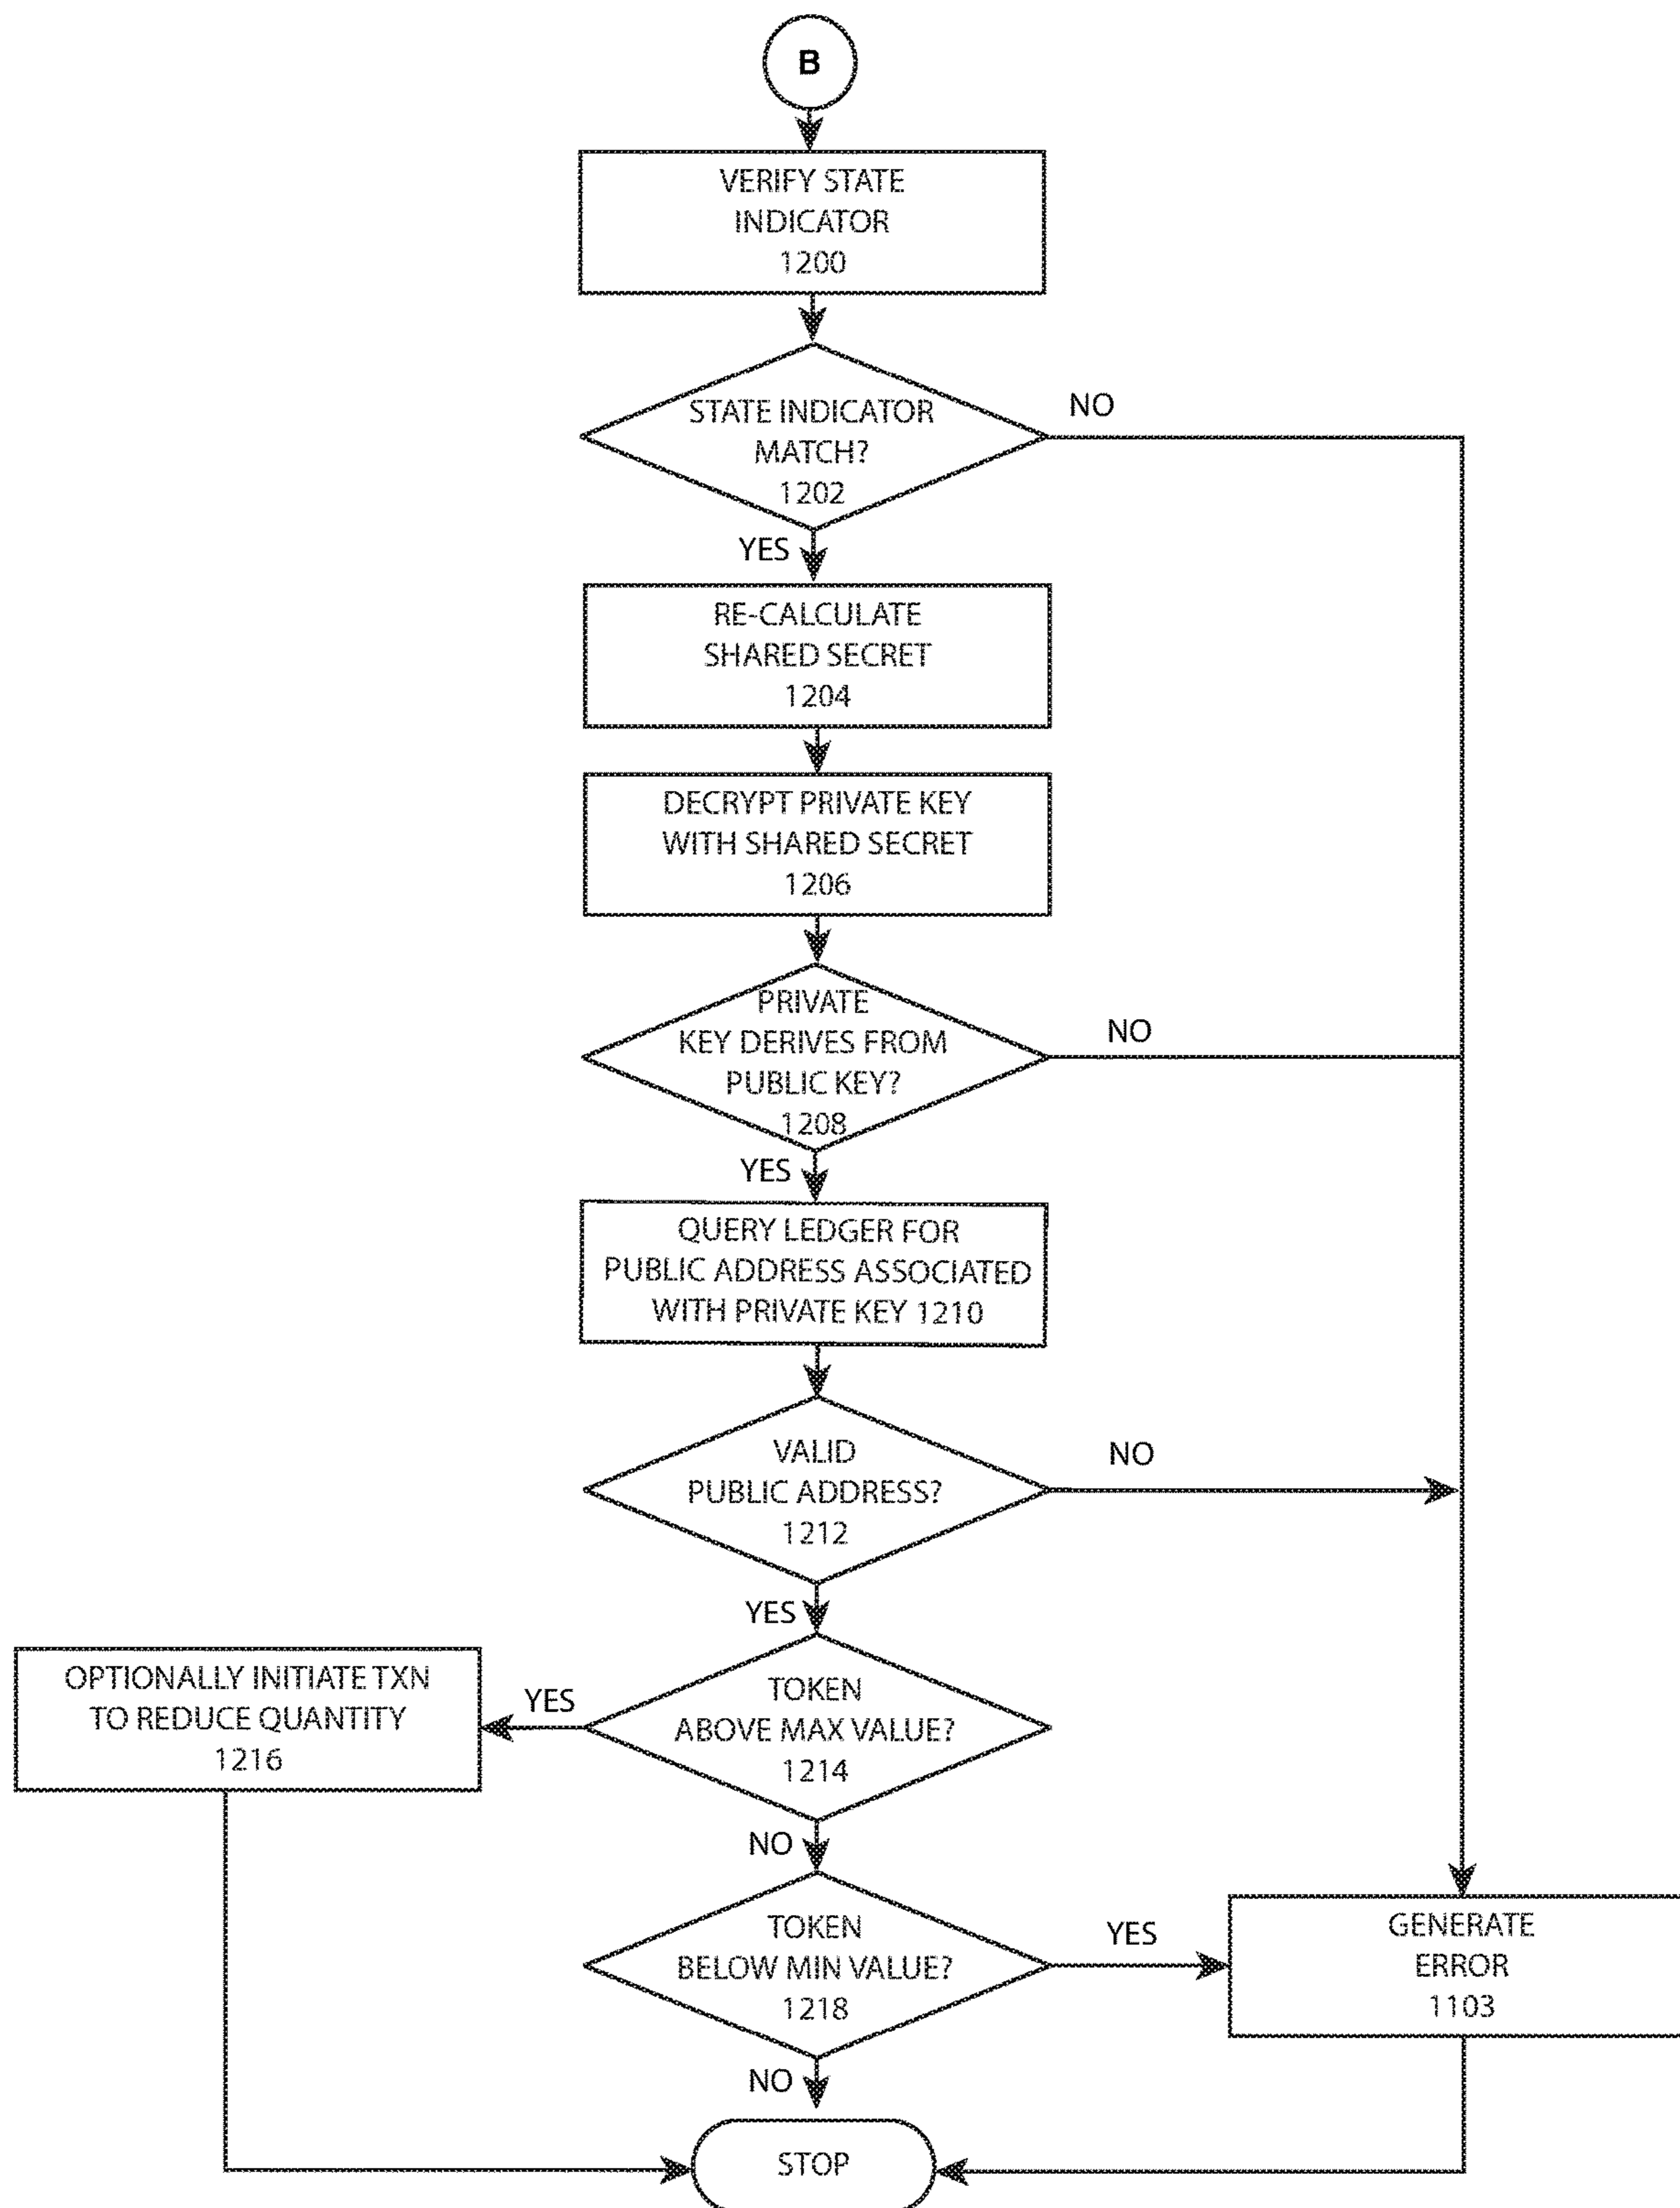 B
VERIFY STATE
INDICATOR
1200
STATE INDICATOR
MATCH?
1202
NO
YES
RE-CALCULATE
SHARED SECRET
1204
DECRYPT PRIVATE KEY
WITH SHARED SECRET
1206
PRIVATE
KEY DERIVES FROM
PUBLIC KEY?
1208
NO
YES
QUERY LEDGER FOR
PUBLIC ADDRESS ASSOCIATED
WITH PRIVATE KEY 1210
VALID
PUBLIC ADDRESS?
1212
NO
YES
OPTIONALLY INITIATE TXN
TO REDUCE QUANTITY
1216
YES
TOKEN
ABOVE MAX VALUE?
1214
NO
TOKEN
BELOW MIN VALUE?
1218
YES
GENERATE
ERROR
1103
NO
STOP